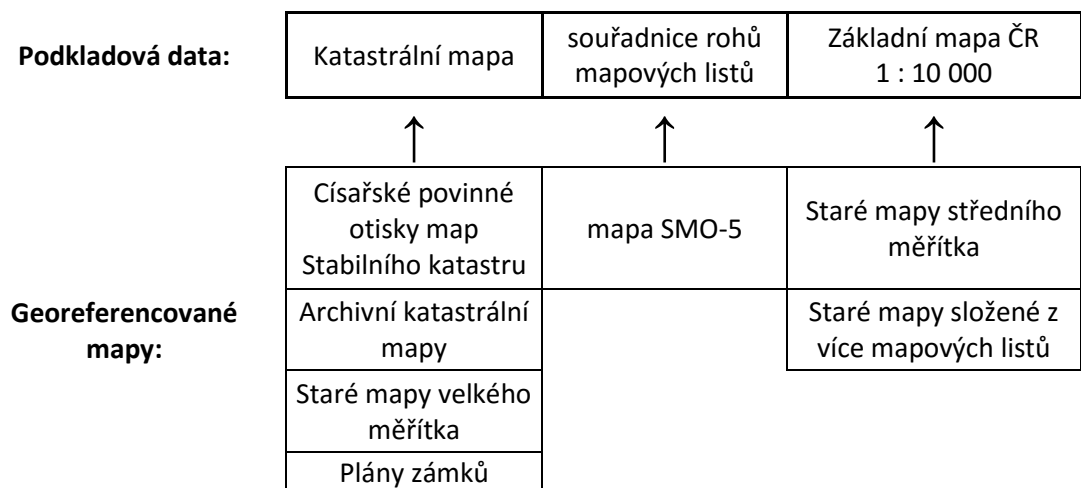 Podkladová data:
Katastrální mapa
souřadnice rohů
mapových listů
Základní mapa ČR
1 : 10 000
Císařské povinné
otisky map
Stabilního katastru
mapa SMO-5
Staré mapy středního
měřítka
Georeferencované
mapy:
Archivní katastrální
mapy
Staré mapy složené z
více mapových listů
Staré mapy velkého
měřítka
Plány zámků